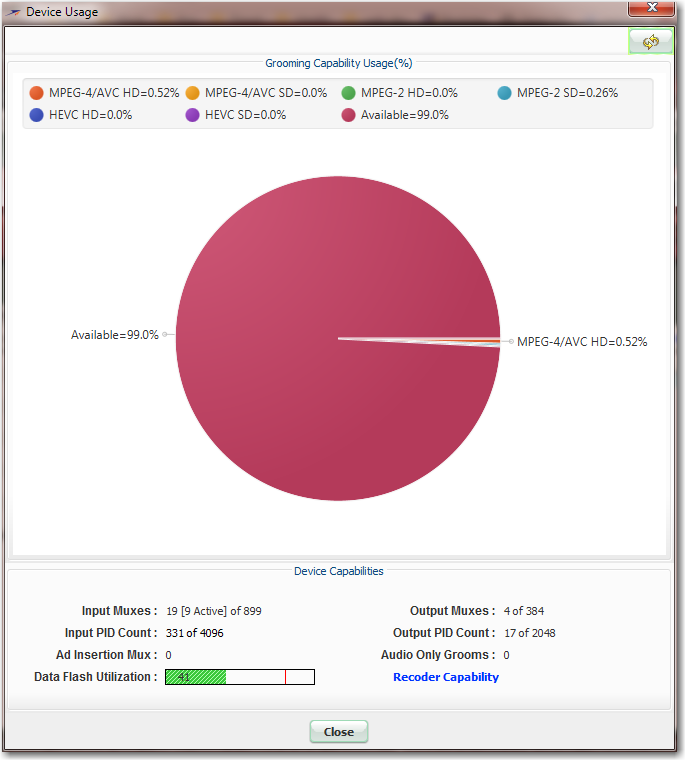 Device Usage
Grooming Capability Usage(%)
MPEG-4/AVC HD=0.52% MPEG-4/AVC SD=0.0% MPEG-2 HD=0.0% MPEG-2 SD=0.26%
HEVC HD=0.0% HEVC SD=0.0% Available=99.0%
Available=99.0%
MPEG-4/AVC HD=0.52%
Device Capabilities
Input Muxes : 19 [9 Active] of 899 Output Muxes : 4 of 384
Input PID Count : 331 of 4096 Output PID Count : 17 of 2048
Ad Insertion Mux : 0 Audio Only Grooms : 0
Data Flash Utilization : 41 Recoder Capability
Close